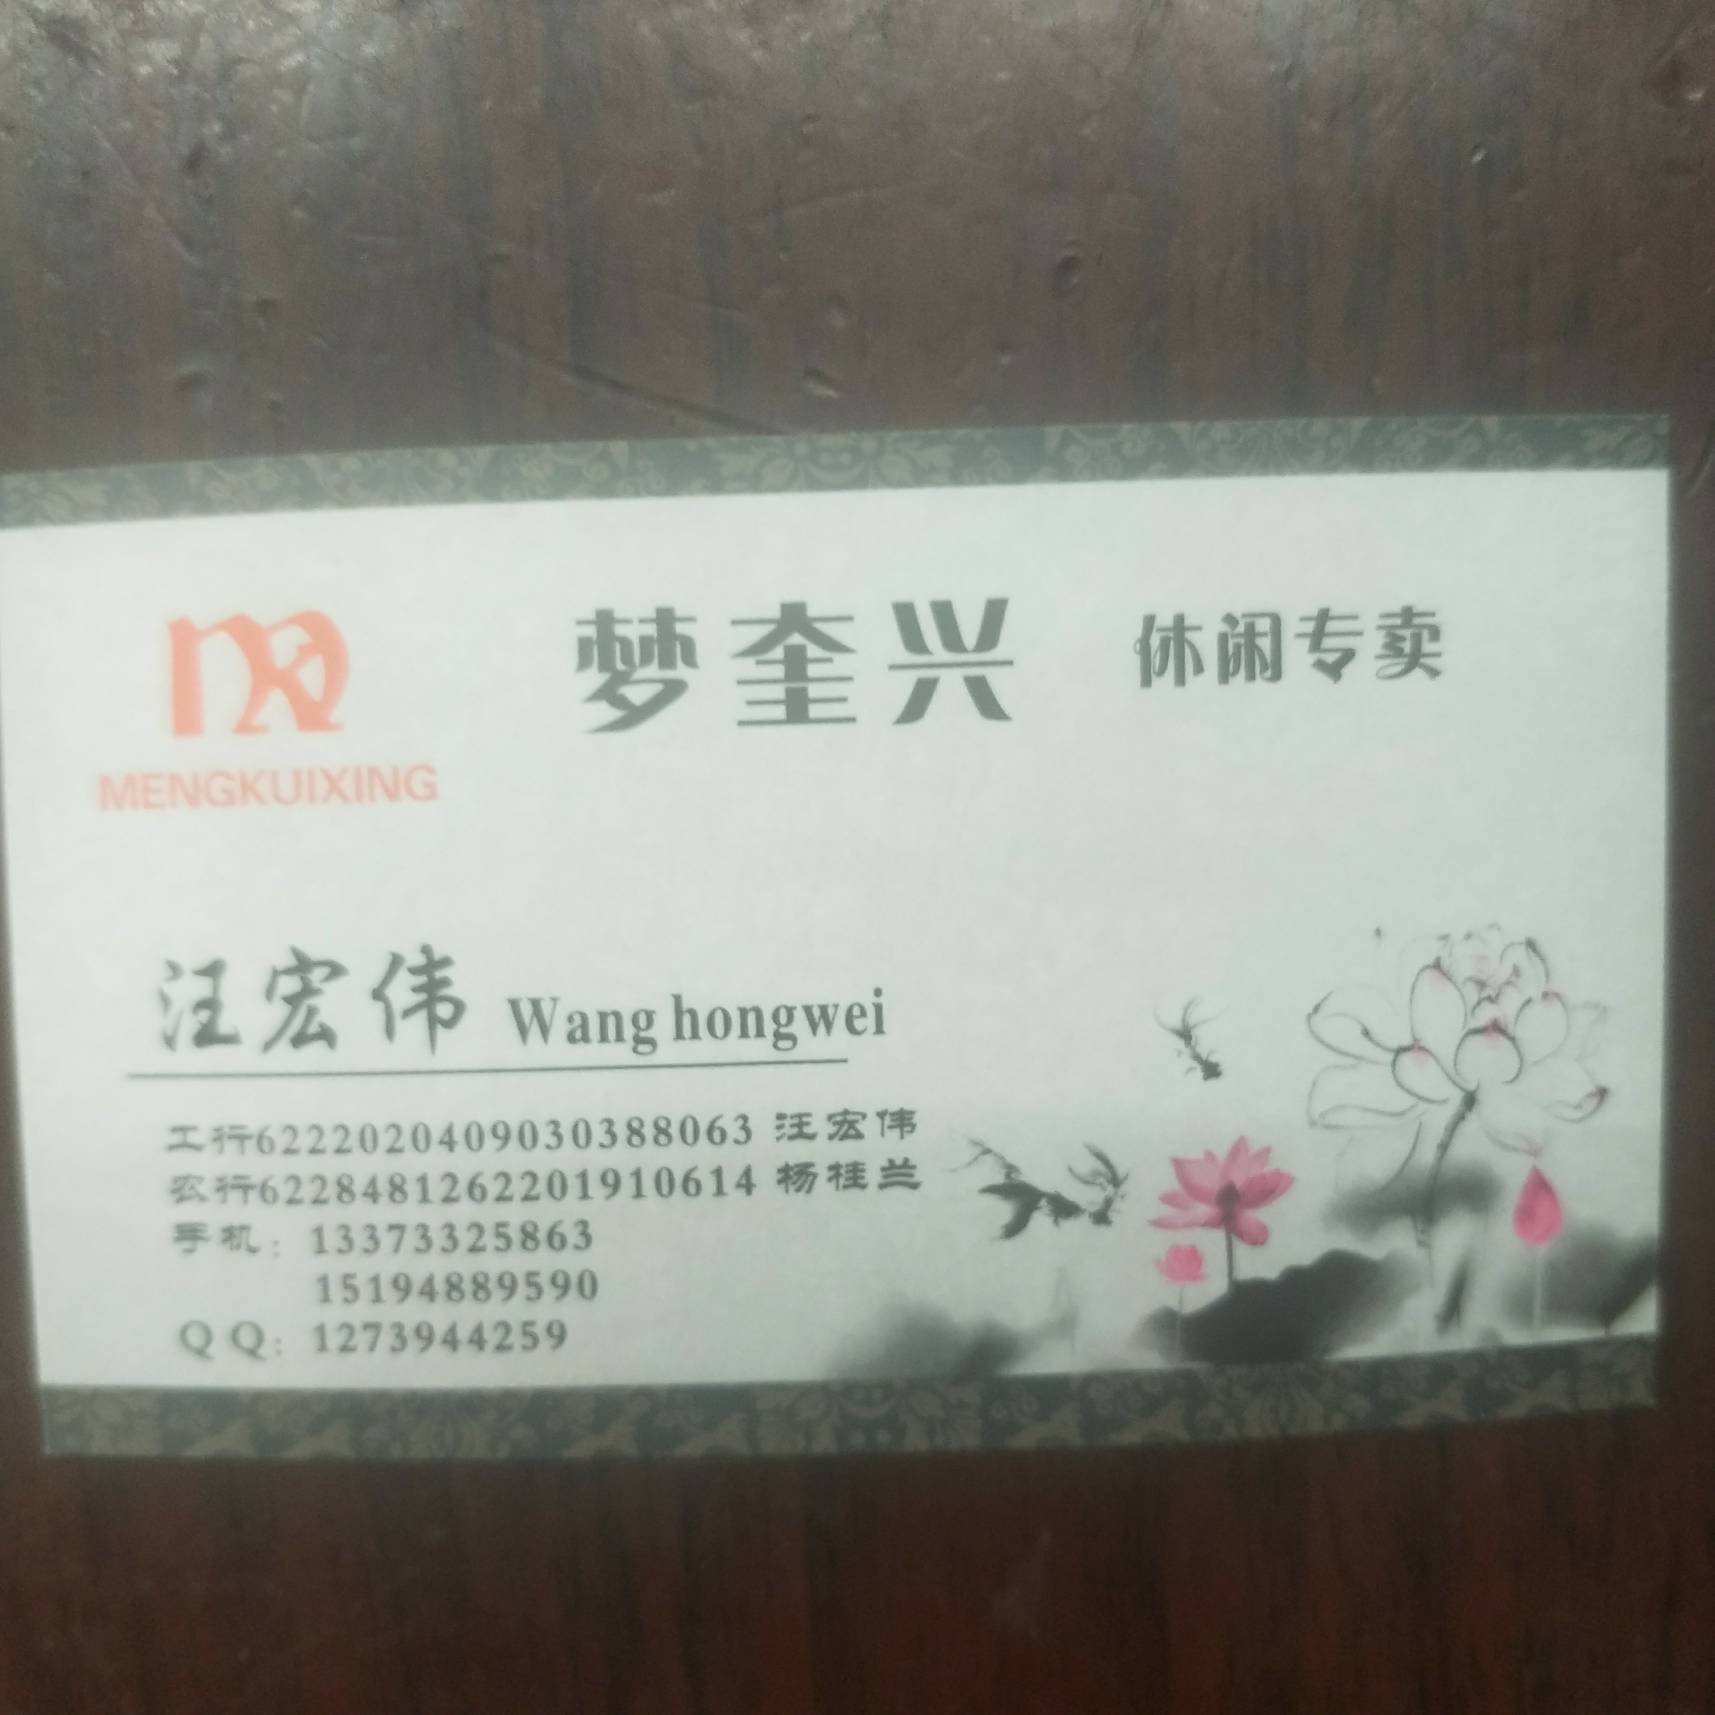 梦奎兴 休闲专卖
MENGKUIXING
汪宏伟 Wang hongwei
工行6222020409030388063 汪宏伟
农行6228481262201910614 杨桂兰
手机：13373325863
15194889590
QQ：1273944259